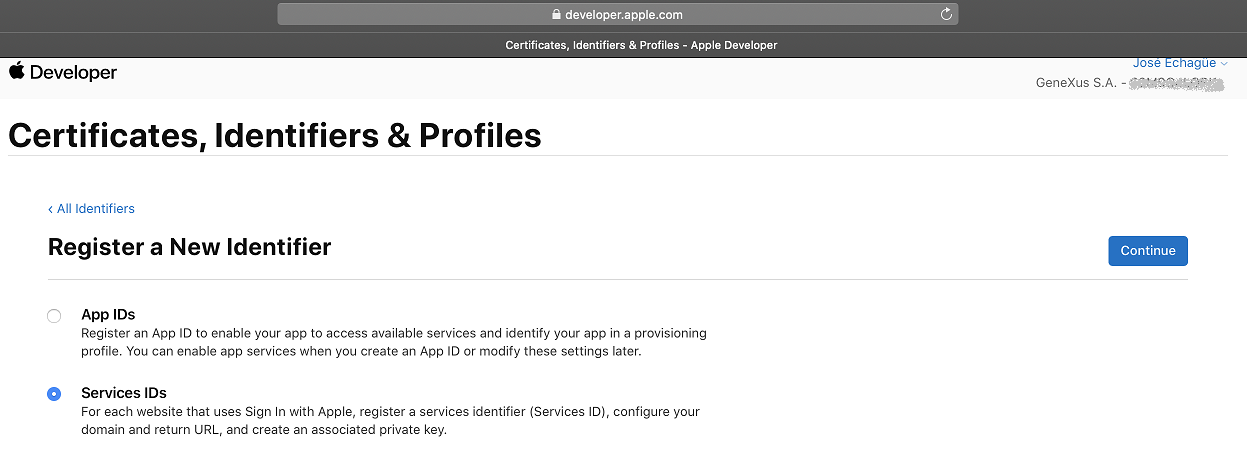 developer.apple.com
Certificates, Identifiers & Profiles - Apple Developer
Developer
José Echagüe
GeneXus S.A. -
Certificates, Identifiers & Profiles
‹ All Identifiers
Register a New Identifier
Continue
App IDs
Register an App ID to enable your app to access available services and identify your app in a provisioning
profile. You can enable app services when you create an App ID or modify these settings later.
Services IDs
For each website that uses Sign In with Apple, register a services identifier (Services ID), configure your
domain and return URL, and create an associated private key.